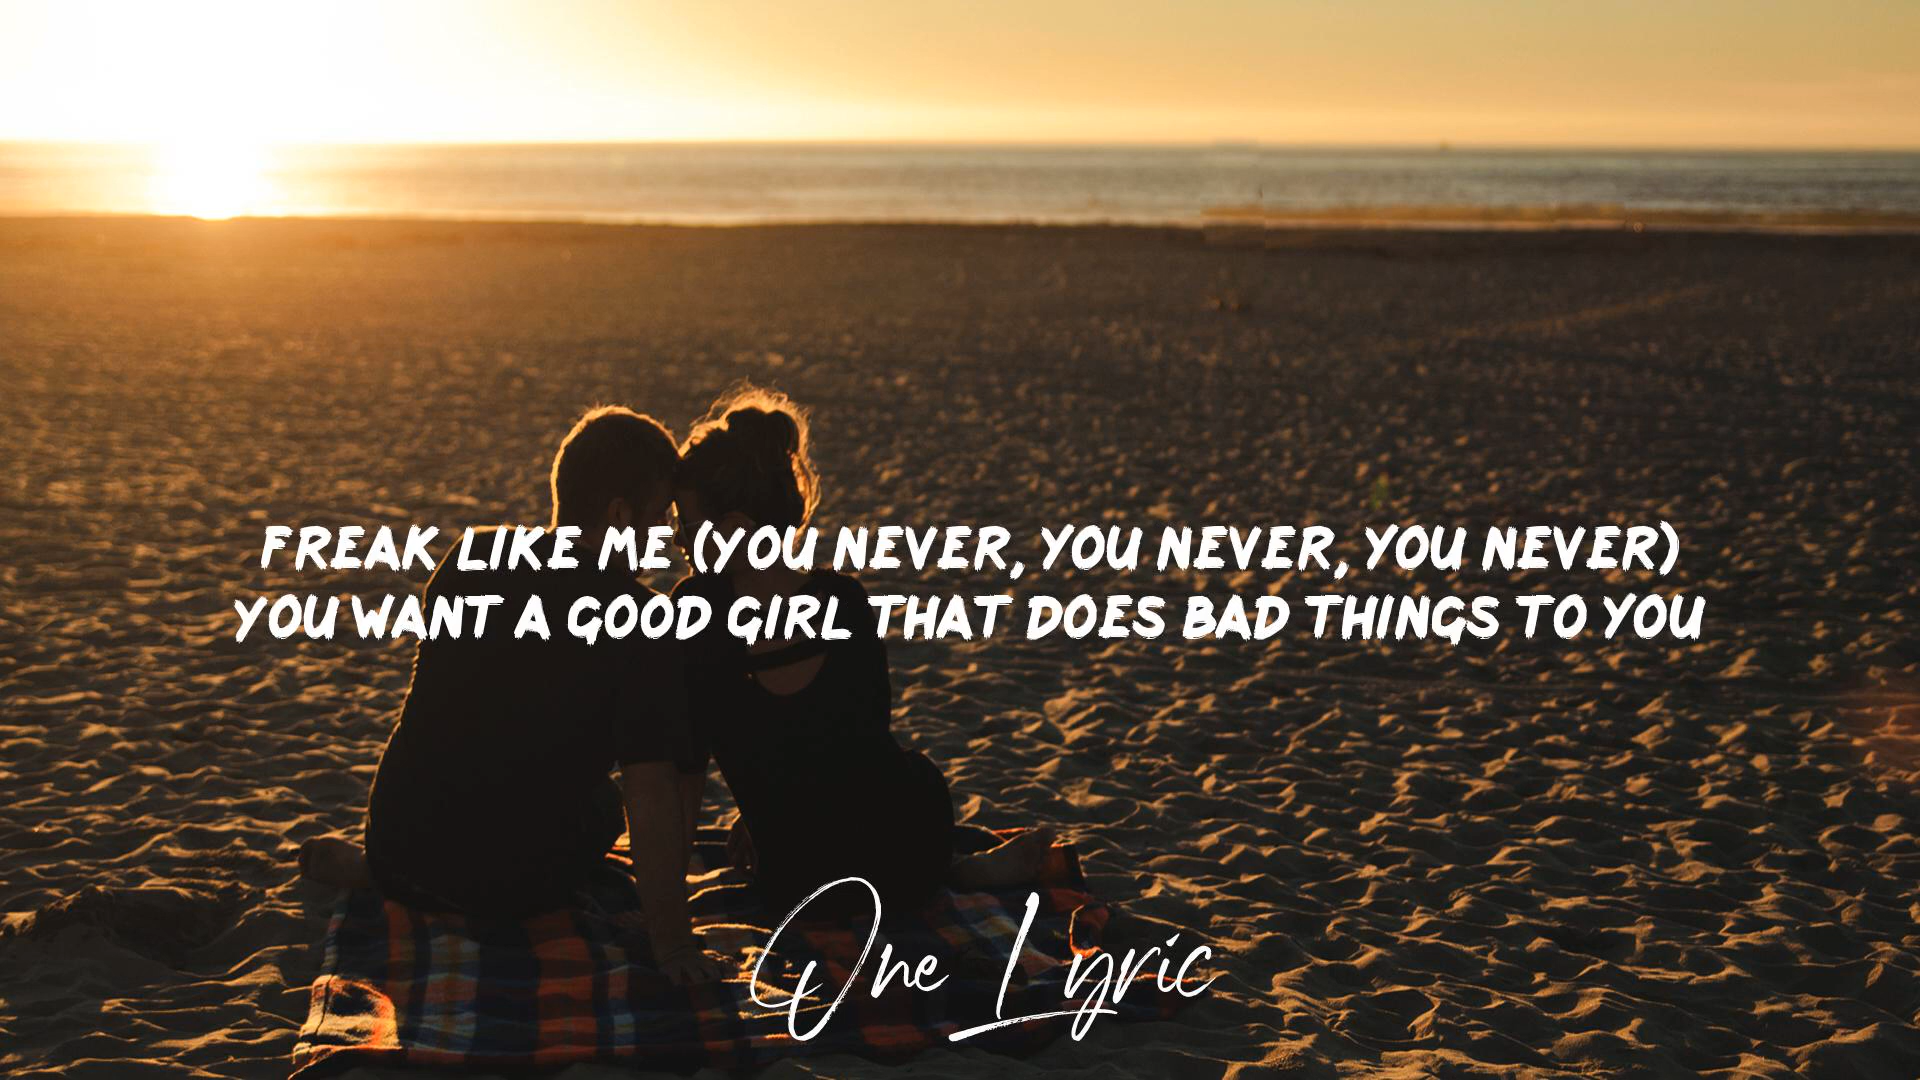 FREAK LIKE ME (YOU NEVER, YOU NEVER, YOU NEVER)
YOU WANT A GOOD GIRL THAT DOES BAD THINGS TO YOU
One Lyric